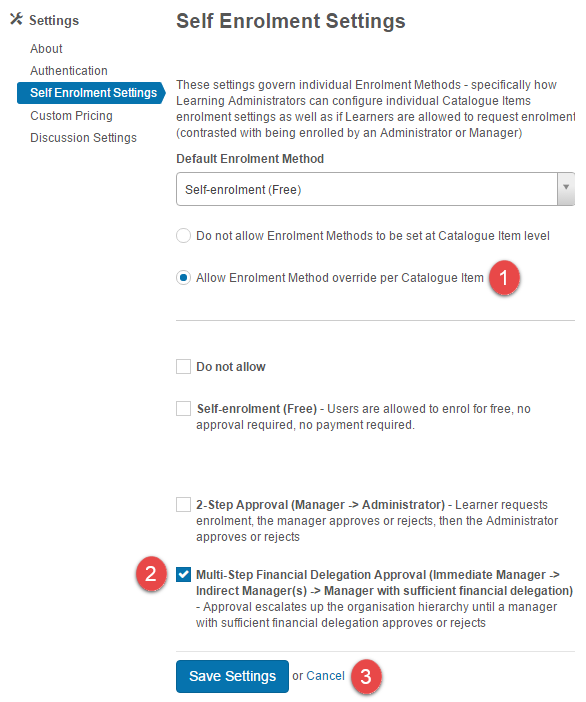 Settings
About
Authentication
Self Enrolment Settings
Custom Pricing
Discussion Settings
Self Enrolment Settings
These settings govern individual Enrolment Methods - specifically how
Learning Administrators can configure individual Catalogue Items
enrolment settings as well as if Learners are allowed to request enrolment
(contrasted with being enrolled by an Administrator or Manager)
Default Enrolment Method
Self-enrolment (Free)
Do not allow Enrolment Methods to be set at Catalogue Item level
Allow Enrolment Method override per Catalogue Item 1
Do not allow
Self-enrolment (Free) - Users are allowed to enrol for free, no
approval required, no payment required.
2-Step Approval (Manager -> Administrator) - Learner requests
enrolment, the manager approves or rejects, then the Administrator
approves or rejects
2 Multi-Step Financial Delegation Approval (Immediate Manager ->
Indirect Manager(s) -> Manager with sufficient financial delegation)
- Approval escalates up the organisation hierarchy until a manager
with sufficient financial delegation approves or rejects
Save Settings or Cancel 3